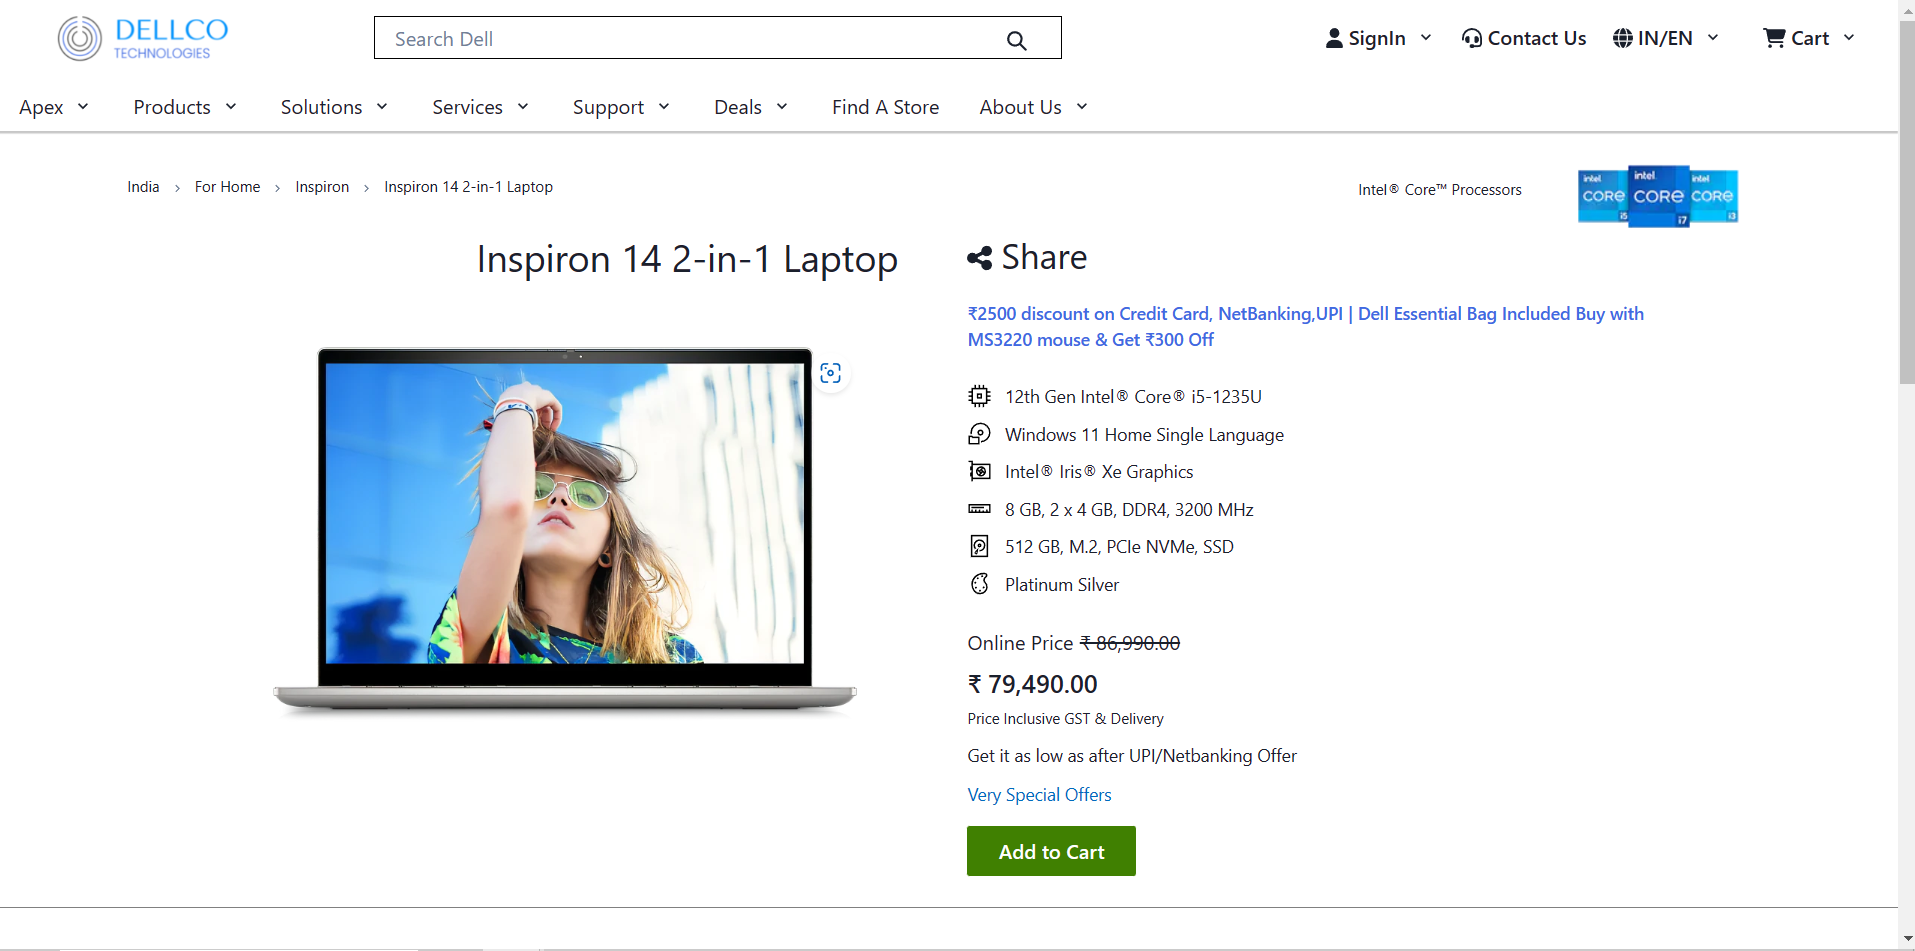 DELLCO
TECHNOLOGIES
Search Dell
SignIn
Contact Us
IN/EN
Cart
Apex
Products
Solutions
Services
Support
Deals
Find A Store
About Us
India > For Home > Inspiron > Inspiron 14 2-in-1 Laptop
Intel® Core™ Processors
intel CORE i5
intel CORE i7
intel CORE i3
Inspiron 14 2-in-1 Laptop
Share
₹2500 discount on Credit Card, NetBanking,UPI | Dell Essential Bag Included Buy with
MS3220 mouse & Get ₹300 Off
12th Gen Intel® Core® i5-1235U
Windows 11 Home Single Language
Intel® Iris® Xe Graphics
8 GB, 2 x 4 GB, DDR4, 3200 MHz
512 GB, M.2, PCIe NVMe, SSD
Platinum Silver
Online Price ₹ 86,990.00
₹ 79,490.00
Price Inclusive GST & Delivery
Get it as low as after UPI/Netbanking Offer
Very Special Offers
Add to Cart